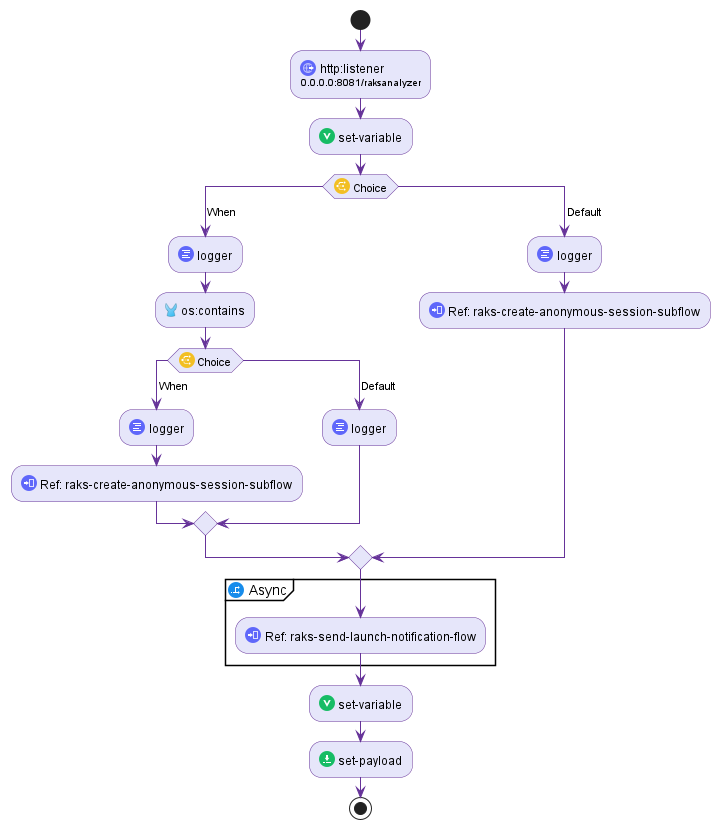 http:listener
0.0.0.0:8081/raksanalyzer
set-variable
Choice
When
Default
logger
logger
os:contains
Ref: raks-create-anonymous-session-subflow
Choice
When
Default
logger
logger
Ref: raks-create-anonymous-session-subflow
Async
Ref: raks-send-launch-notification-flow
set-variable
set-payload